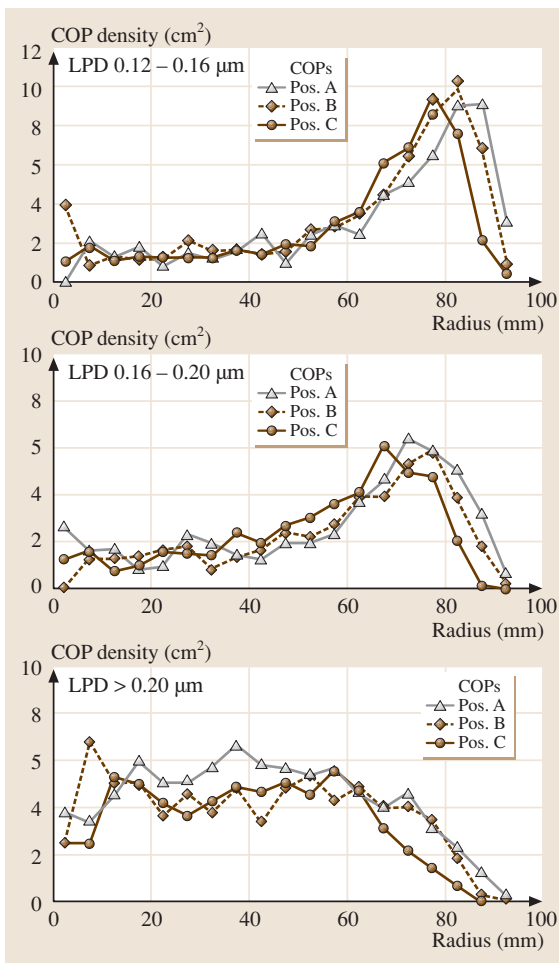 COP density (cm²)
12
LPD 0.12 – 0.16 μm
COPs
Pos. A
Pos. B
Pos. C
10
8
5
4
2
0
0 20 40 60 80 100
Radius (mm)
COP density (cm²)
10
LPD 0.16 – 0.20 μm
COPs
Pos. A
Pos. B
Pos. C
8
5
4
2
0
0 20 40 60 80 100
Radius (mm)
COP density (cm²)
10
LPD > 0.20 μm
COPs
Pos. A
Pos. B
Pos. C
8
5
4
2
0
0 20 40 60 80 100
Radius (mm)